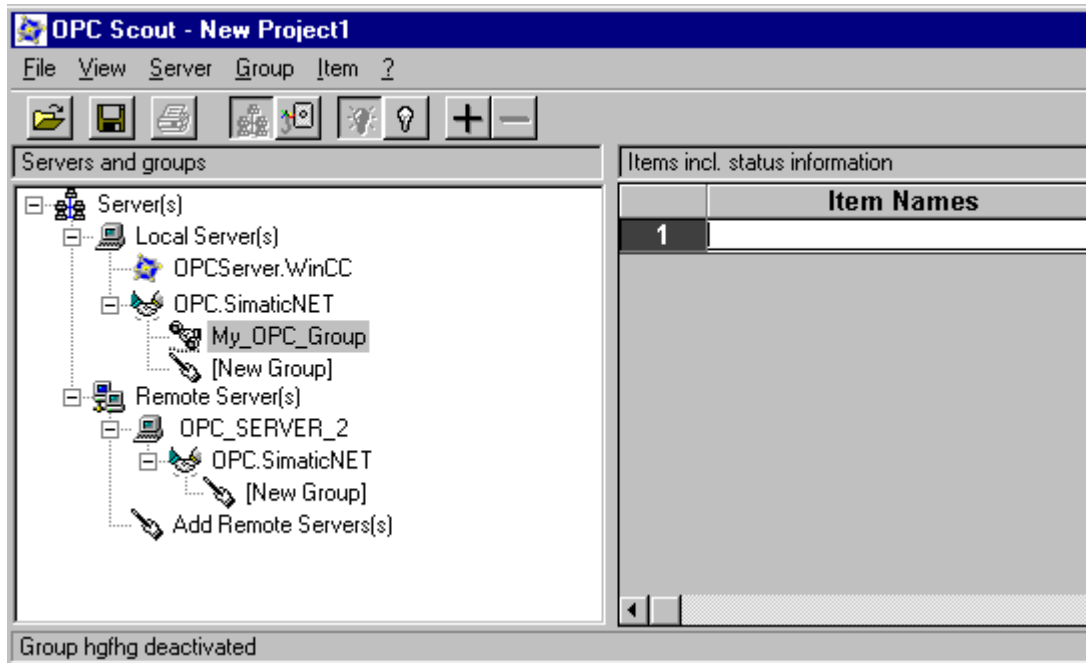 OPC Scout - New Project1
File View Server Group Item ?
Servers and groups
Items incl. status information
Server(s)
Local Server(s)
OPCServer.WinCC
OPC.SimaticNET
My_OPC_Group
[New Group]
Remote Server(s)
OPC_SERVER_2
OPC.SimaticNET
[New Group]
Add Remote Servers(s)
Item Names
1
Group hgfhg deactivated